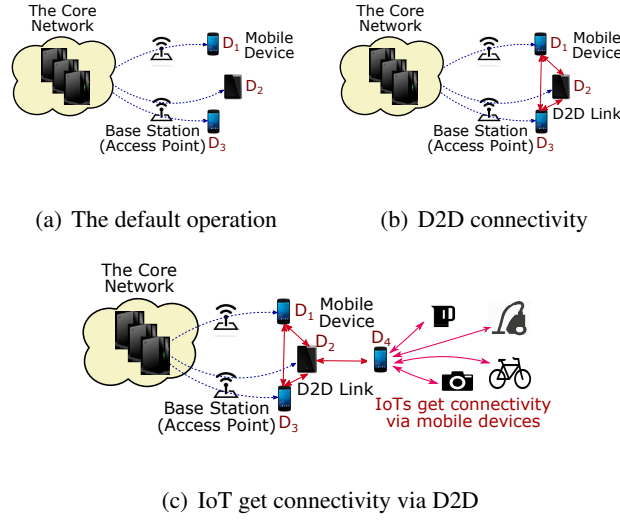 The Core
Network
D1
Mobile
Device
D2
Base Station
(Access Point)
D3
(a) The default operation
The Core
Network
D1
Mobile
Device
D2
D2D Link
Base Station
(Access Point)
D3
(b) D2D connectivity
The Core
Network
D1
Mobile
Device
D2
D4
D2D Link
Base Station
(Access Point)
D3
IoTs get connectivity
via mobile devices
(c) IoT get connectivity via D2D